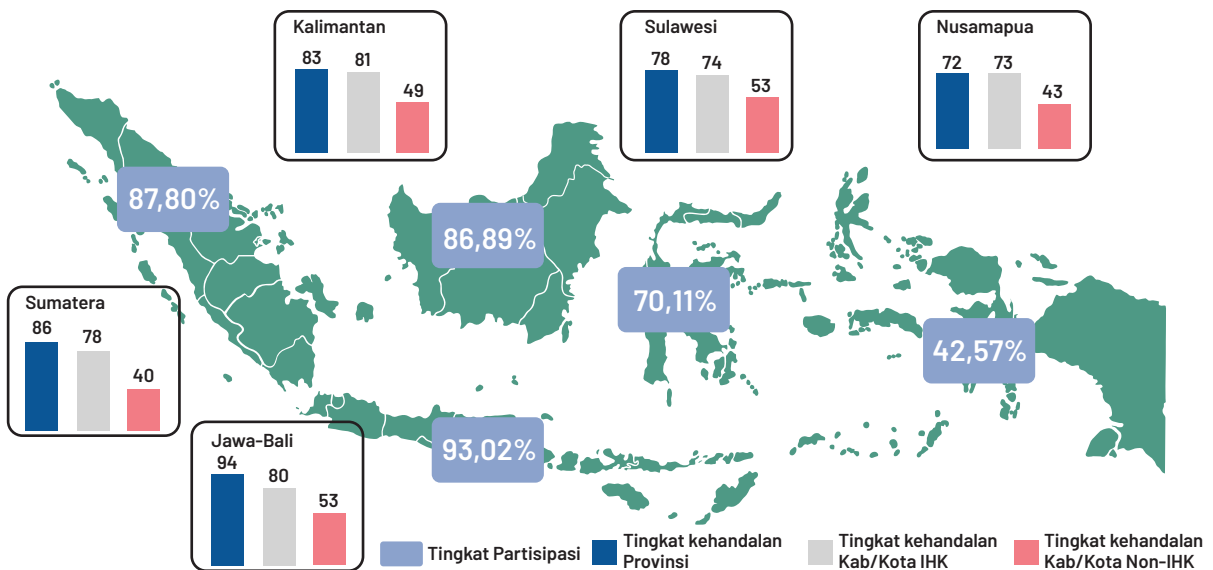 Kalimantan
83 81 49
Sulawesi
78 74 53
Nusamapua
72 73 43
87,80%
86,89%
70,11%
42,57%
93,02%
Sumatera
86 78 40
Jawa-Bali
94 80 53
Tingkat Partisipasi
Tingkat kehandalan
Provinsi
Tingkat kehandalan
Kab/Kota IHK
Tingkat kehandalan
Kab/Kota Non-IHK